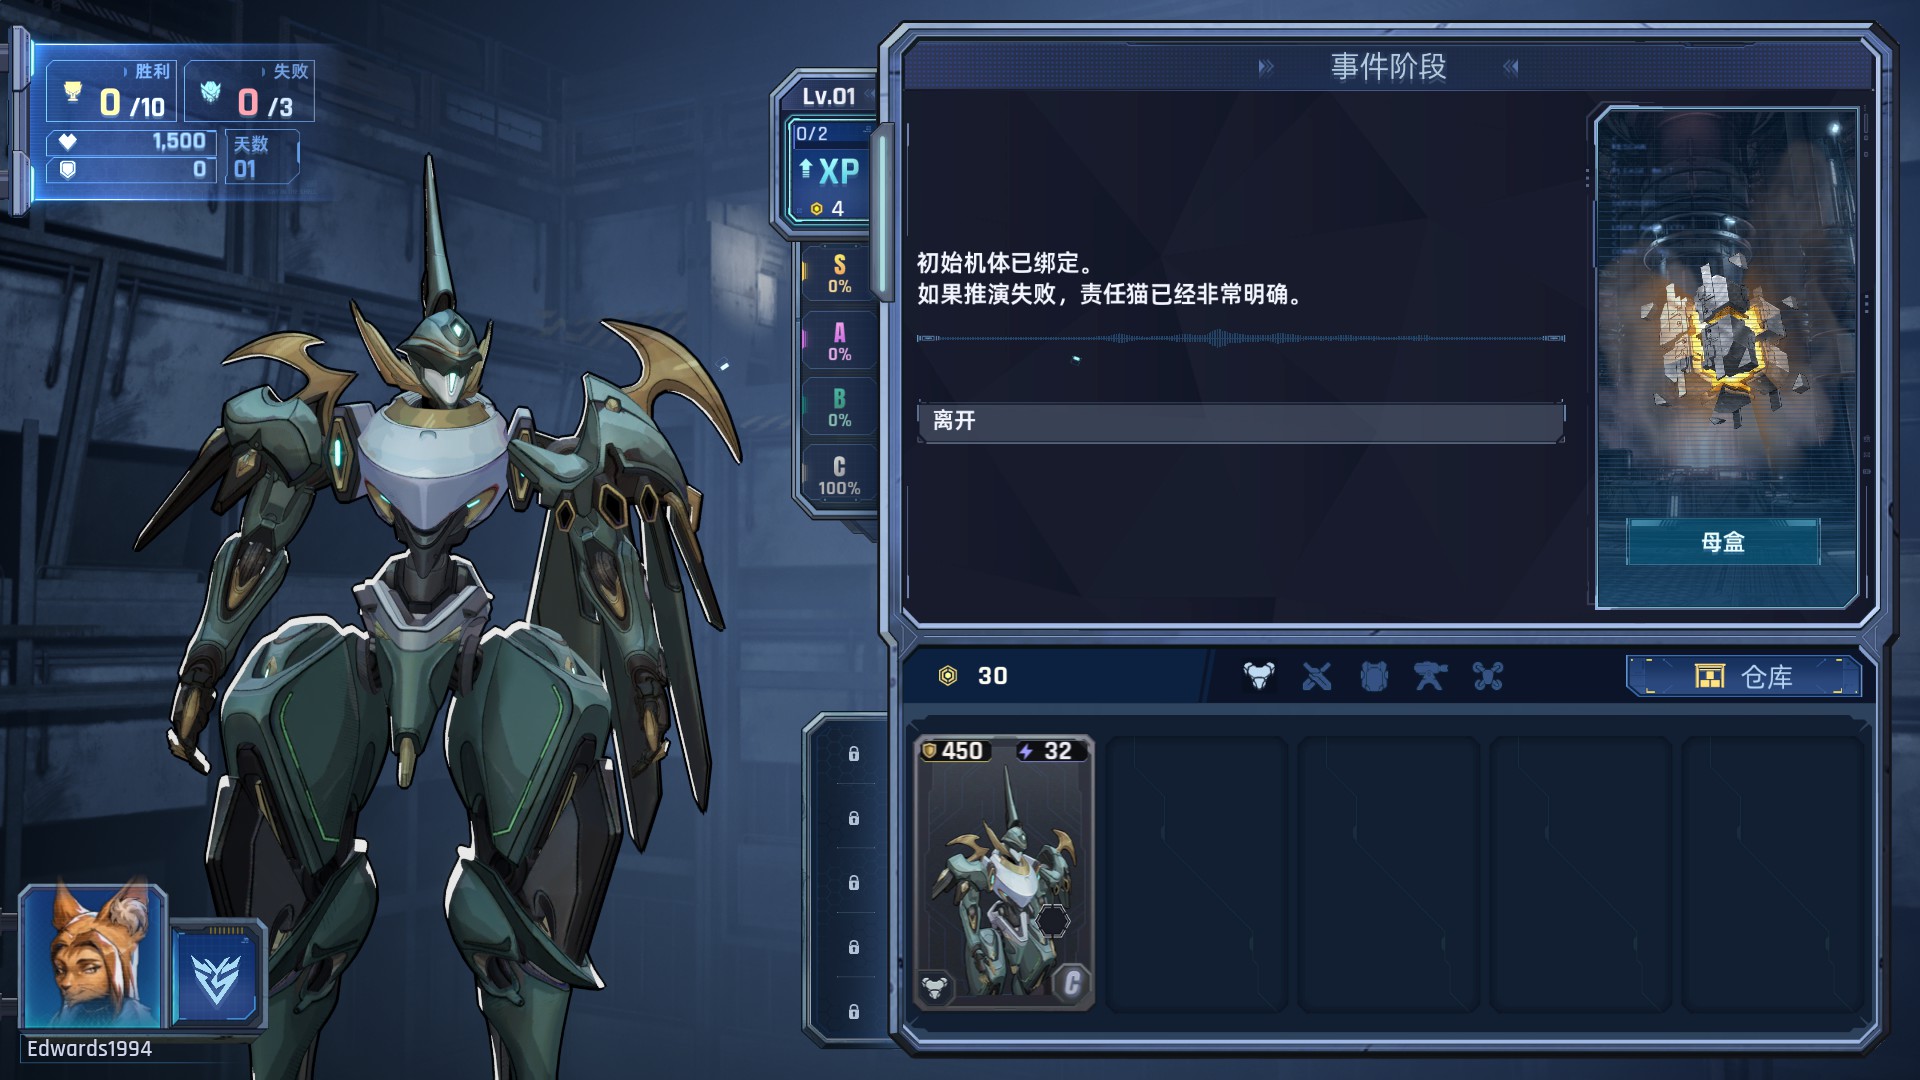 胜利
0 /10
失败
0 /3
1,500
0
天数
01
Lv.01
0/2
XP
4
S
0%
A
0%
B
0%
C
100%
事件阶段
初始机体已绑定。
如果推演失败，责任猫已经非常明确。
离开
母盒
30
仓库
450
32
C
Edwards1994